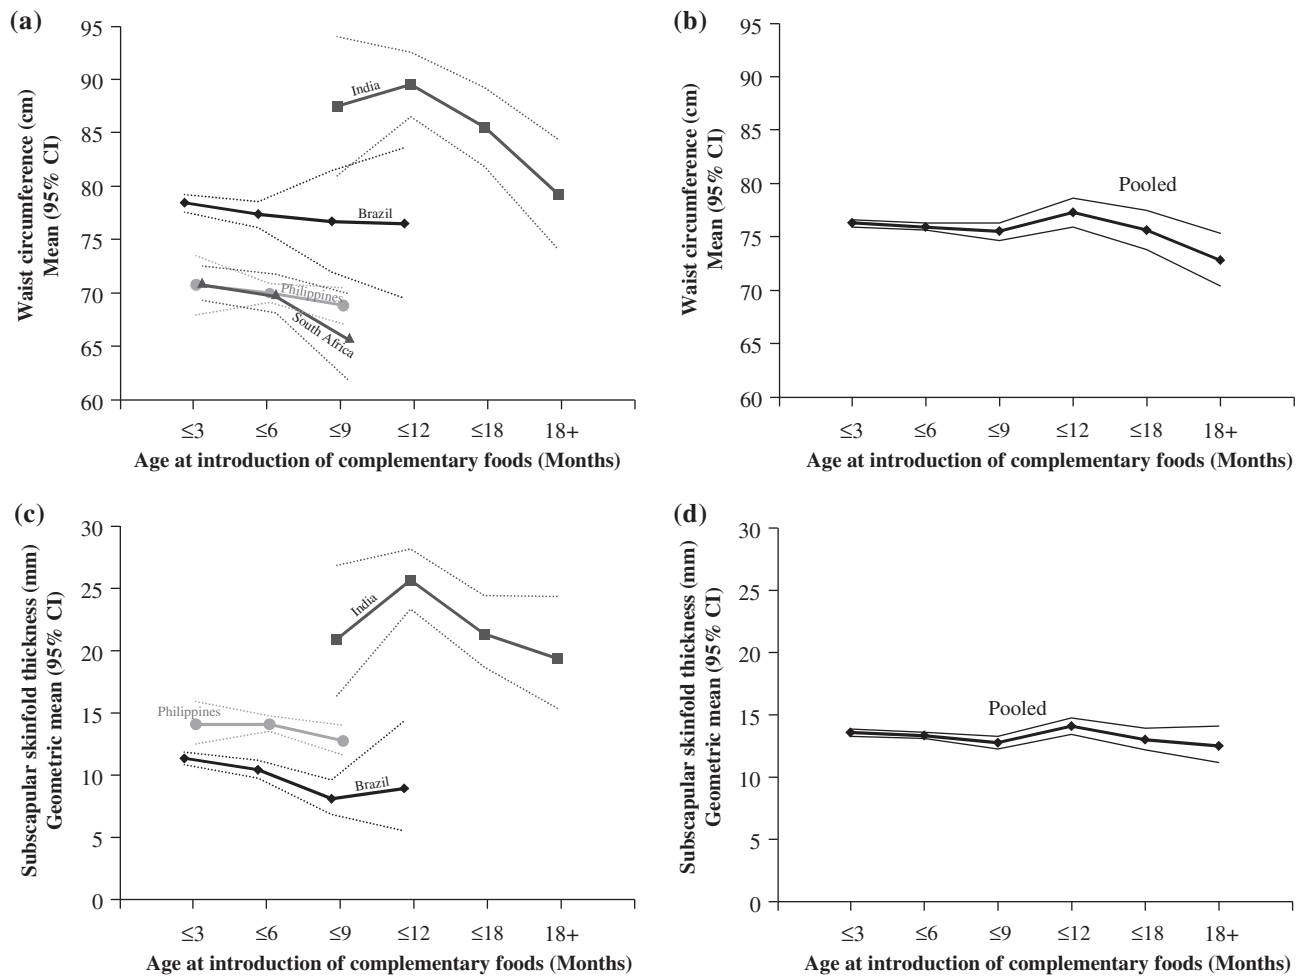 (a)
Waist circumference (cm)
Mean (95% CI)
95
90
85
80
75
70
65
60
India
Brazil
Philippines
South Africa
≤3 ≤6 ≤9 ≤12 ≤18 18+
Age at introduction of complementary foods (Months)
(b)
Waist circumference (cm)
Mean (95% CI)
95
90
85
80
75
70
65
60
Pooled
≤3 ≤6 ≤9 ≤12 ≤18 18+
Age at introduction of complementary foods (Months)
(c)
Subscapular skinfold thickness (mm)
Geometric mean (95% CI)
30
25
20
15
10
5
0
India
Philippines
Brazil
≤3 ≤6 ≤9 ≤12 ≤18 18+
Age at introduction of complementary foods (Months)
(d)
Subscapular skinfold thickness (mm)
Geometric mean (95% CI)
30
25
20
15
10
5
0
Pooled
≤3 ≤6 ≤9 ≤12 ≤18 18+
Age at introduction of complementary foods (Months)